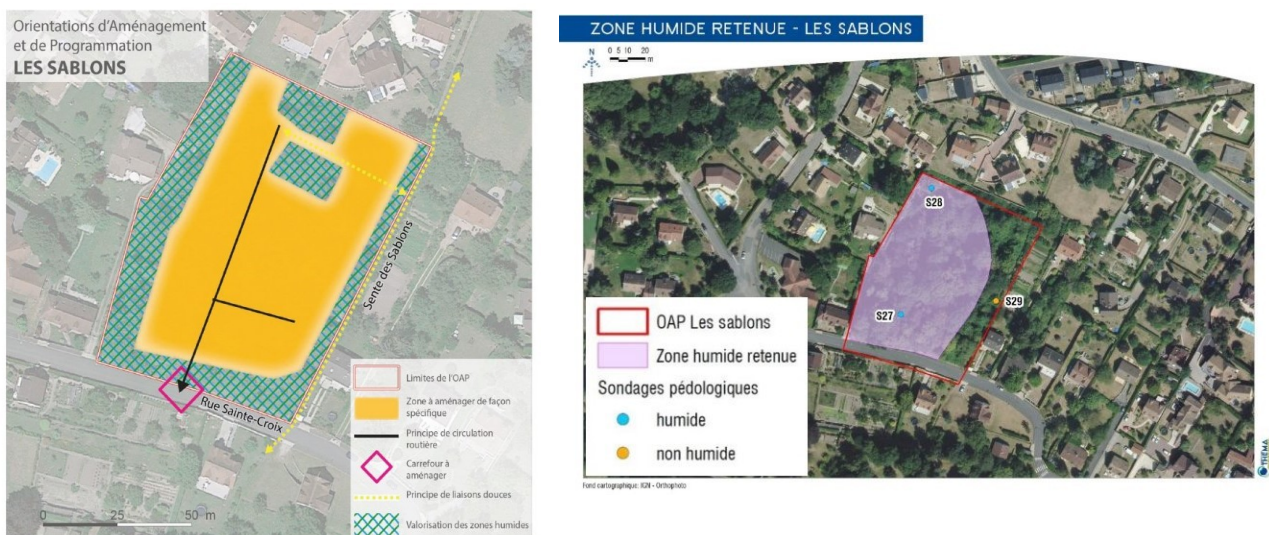 Orientations d'Aménagement
et de Programmation
LES SABLONS
Sente des Sablons
Rue Sainte-Croix
0 25 50 m
Limites de l'OAP
Zone à aménager de façon
spécifique
Principe de circulation
routière
Carrefour à
aménager
Principe de liaisons douces
Valorisation des zones humides
ZONE HUMIDE RETENUE - LES SABLONS
N
0 5 10 20
m
S28
S27
S29
OAP Les sablons
Zone humide retenue
Sondages pédologiques
humide
non humide
Fond cartographique: IGN - Orthophoto
THEMA